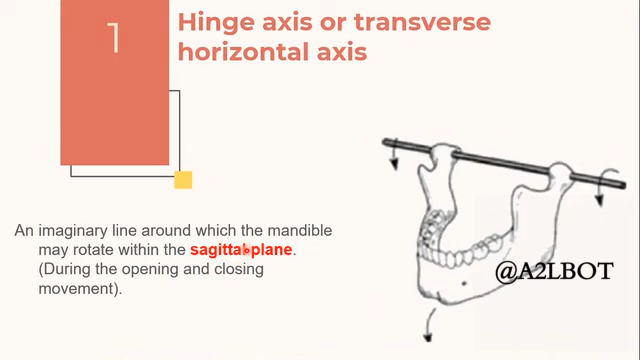 1
Hinge axis or transverse
horizontal axis
An imaginary line around which the mandible
may rotate within the sagittal plane.
(During the opening and closing
movement).
@A2LBOT